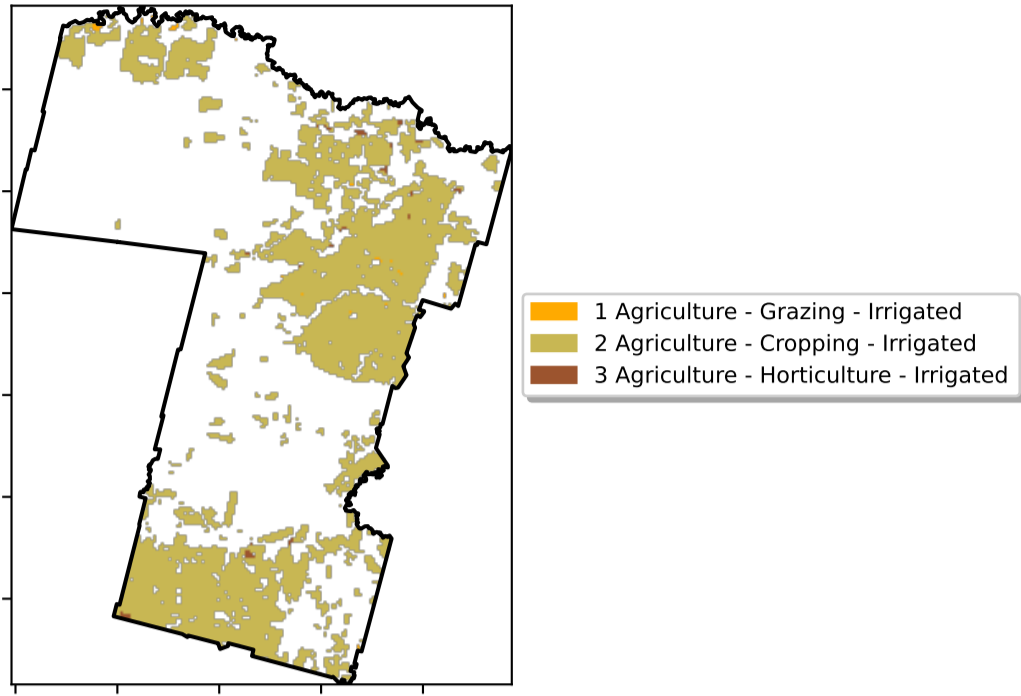 1 Agriculture - Grazing - Irrigated
2 Agriculture - Cropping - Irrigated
3 Agriculture - Horticulture - Irrigated